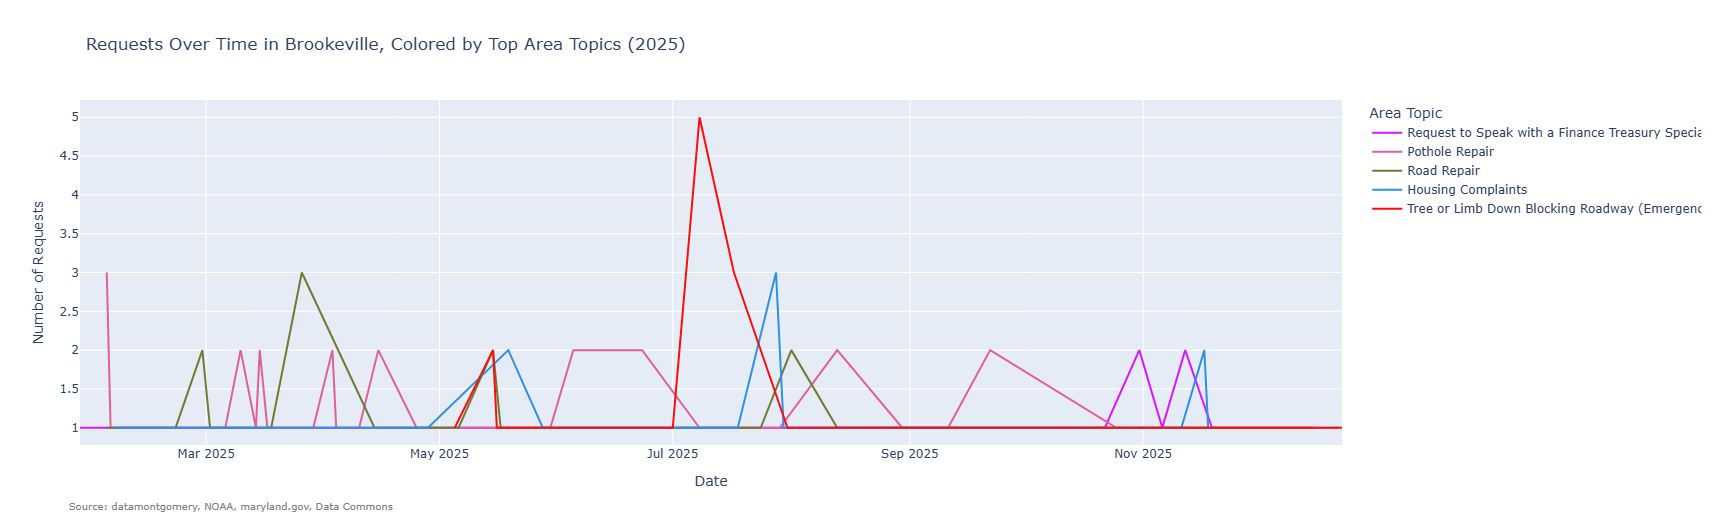 Requests Over Time in Brookeville, Colored by Top Area Topics (2025)
Number of Requests
5
4.5
4
3.5
3
2.5
2
1.5
1
Mar 2025
May 2025
Jul 2025
Sep 2025
Nov 2025
Date
Area Topic
Request to Speak with a Finance Treasury Specia
Pothole Repair
Road Repair
Housing Complaints
Tree or Limb Down Blocking Roadway (Emergenc
Source: datamontgomery, NOAA, maryland.gov, Data Commons